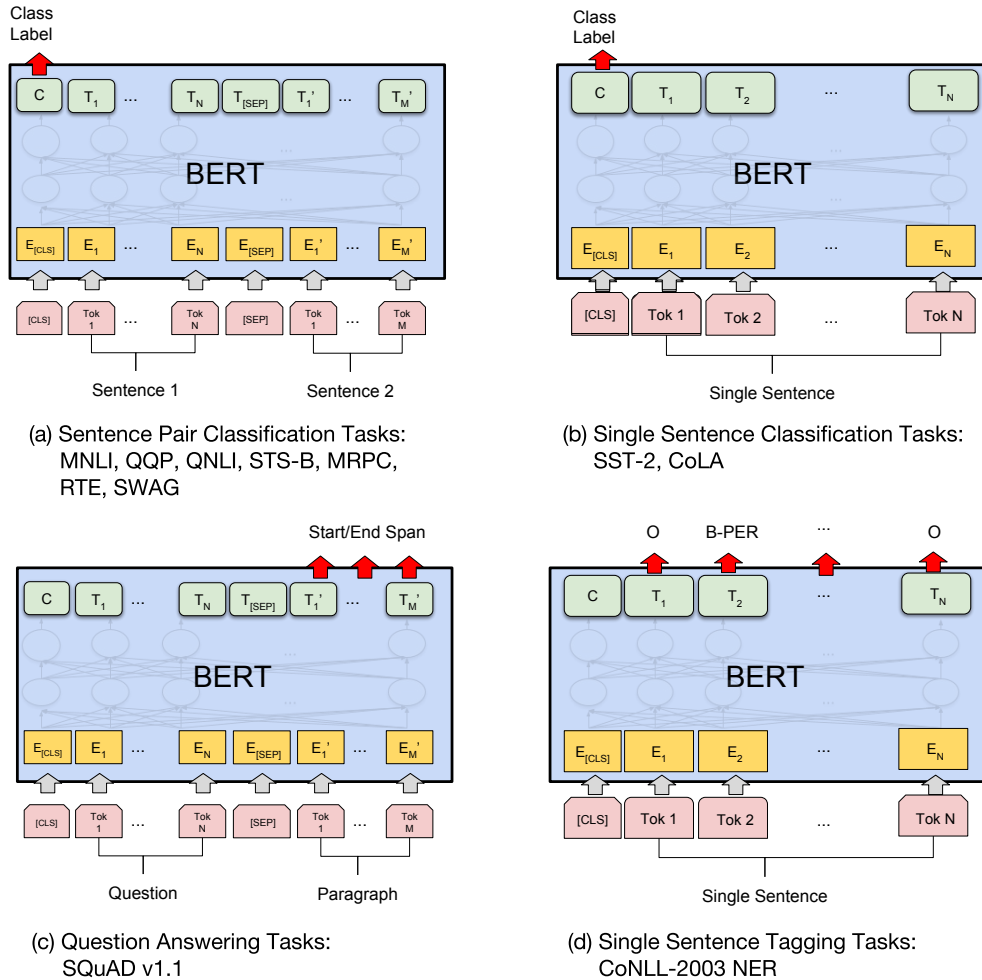 Class
Label
C T1 ... TN T[SEP] T1' ... TM'
...
BERT
...
E[CLS] E1 ... EN E[SEP] E1' ... EM'
[CLS] Tok 1 ... Tok N [SEP] Tok 1 ... Tok M
Sentence 1 Sentence 2
(a) Sentence Pair Classification Tasks:
MNLI, QQP, QNLI, STS-B, MRPC,
RTE, SWAG
Class
Label
C T1 T2 ... TN
...
BERT
...
E[CLS] E1 E2 ... EN
[CLS] Tok 1 Tok 2 ... Tok N
Single Sentence
(b) Single Sentence Classification Tasks:
SST-2, CoLA
Start/End Span
C T1 ... TN T[SEP] T1' ... TM'
...
BERT
...
E[CLS] E1 ... EN E[SEP] E1' ... EM'
[CLS] Tok 1 ... Tok N [SEP] Tok 1 ... Tok M
Question Paragraph
(c) Question Answering Tasks:
SQuAD v1.1
O B-PER ... O
C T1 T2 ... TN
...
BERT
...
E[CLS] E1 E2 ... EN
[CLS] Tok 1 Tok 2 ... Tok N
Single Sentence
(d) Single Sentence Tagging Tasks:
CoNLL-2003 NER